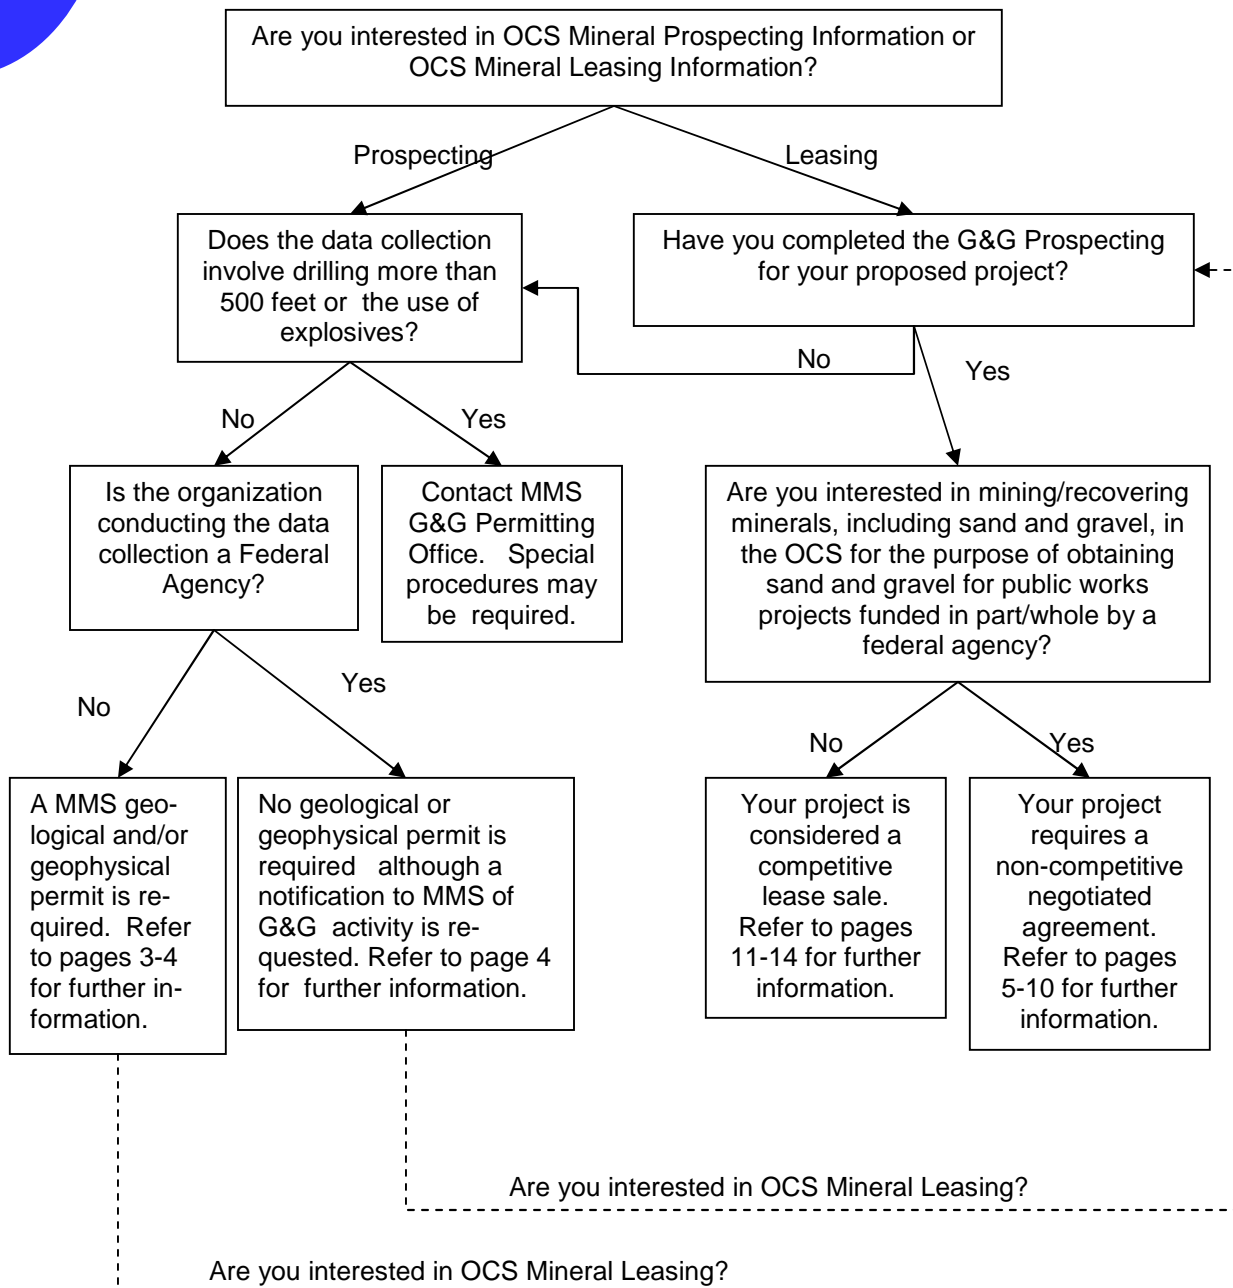 Are you interested in OCS Mineral Prospecting Information or
OCS Mineral Leasing Information?
Prospecting
Leasing
Does the data collection
involve drilling more than
500 feet or the use of
explosives?
Have you completed the G&G Prospecting
for your proposed project?
No
Yes
No
Yes
Is the organization
conducting the data
collection a Federal
Agency?
Contact MMS
G&G Permitting
Office. Special
procedures may
be required.
Are you interested in mining/recovering
minerals, including sand and gravel, in
the OCS for the purpose of obtaining
sand and gravel for public works
projects funded in part/whole by a
federal agency?
No
Yes
No
Yes
A MMS geo-
logical and/or
geophysical
permit is re-
quired. Refer
to pages 3-4
for further in-
formation.
No geological or
geophysical permit is
required although a
notification to MMS of
G&G activity is re-
quested. Refer to page 4
for further information.
Your project is
considered a
competitive
lease sale.
Refer to pages
11-14 for further
information.
Your project
requires a
non-competitive
negotiated
agreement.
Refer to pages
5-10 for further
information.
Are you interested in OCS Mineral Leasing?
Are you interested in OCS Mineral Leasing?